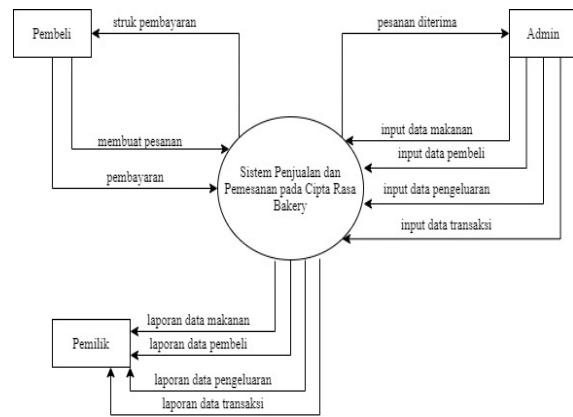 struk pembayaran
pesanan diterima
Pembeli
Admin
membuat pesanan
input data makanan
input data pembeli
pembayaran
Sistem Penjualan dan
Pemesanan pada Cipta Rasa
Bakery
input data pengeluaran
input data transaksi
laporan data makanan
Pemilik
laporan data pembeli
laporan data pengeluaran
laporan data transaksi